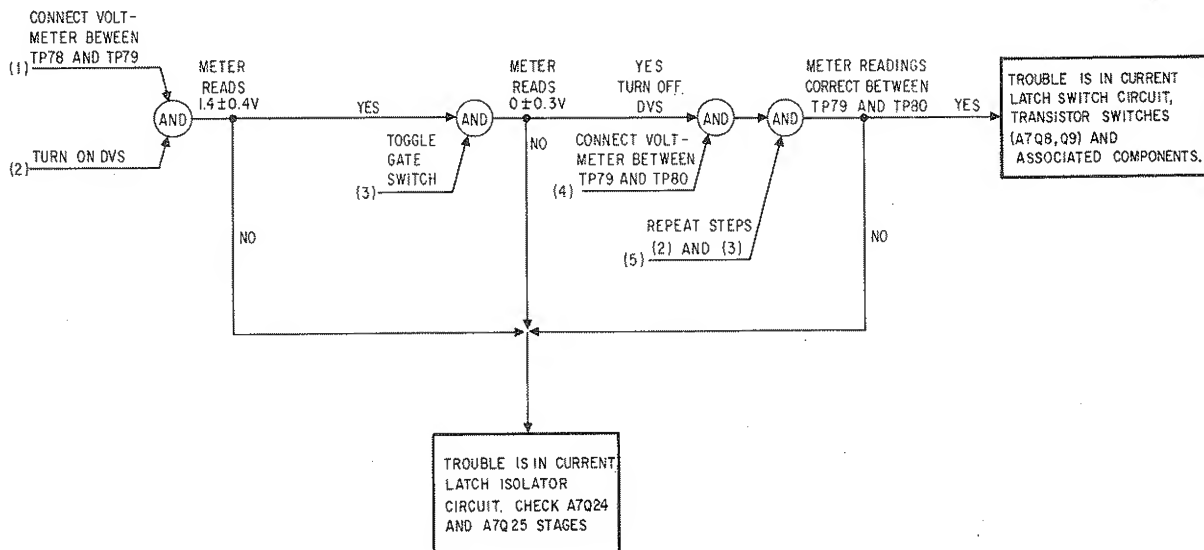 CONNECT VOLT-
METER BEWEEN
TP78 AND TP79
(1)
AND
(2) TURN ON DVS
METER
READS
1.4±0.4V
YES
NO
TOGGLE
GATE
SWITCH
(3)
AND
METER
READS
0±0.3V
NO
YES
TURN OFF
DVS
CONNECT VOLT-
METER BETWEEN
TP79 AND TP80
(4)
AND
AND
REPEAT STEPS
(2) AND (3)
(5)
METER READINGS
CORRECT BETWEEN
TP79 AND TP80
YES
NO
TROUBLE IS IN CURRENT
LATCH SWITCH CIRCUIT,
TRANSISTOR SWITCHES
(A7Q8,Q9) AND
ASSOCIATED COMPONENTS.
TROUBLE IS IN CURRENT
LATCH ISOLATOR
CIRCUIT, CHECK A7Q24
AND A7Q25 STAGES